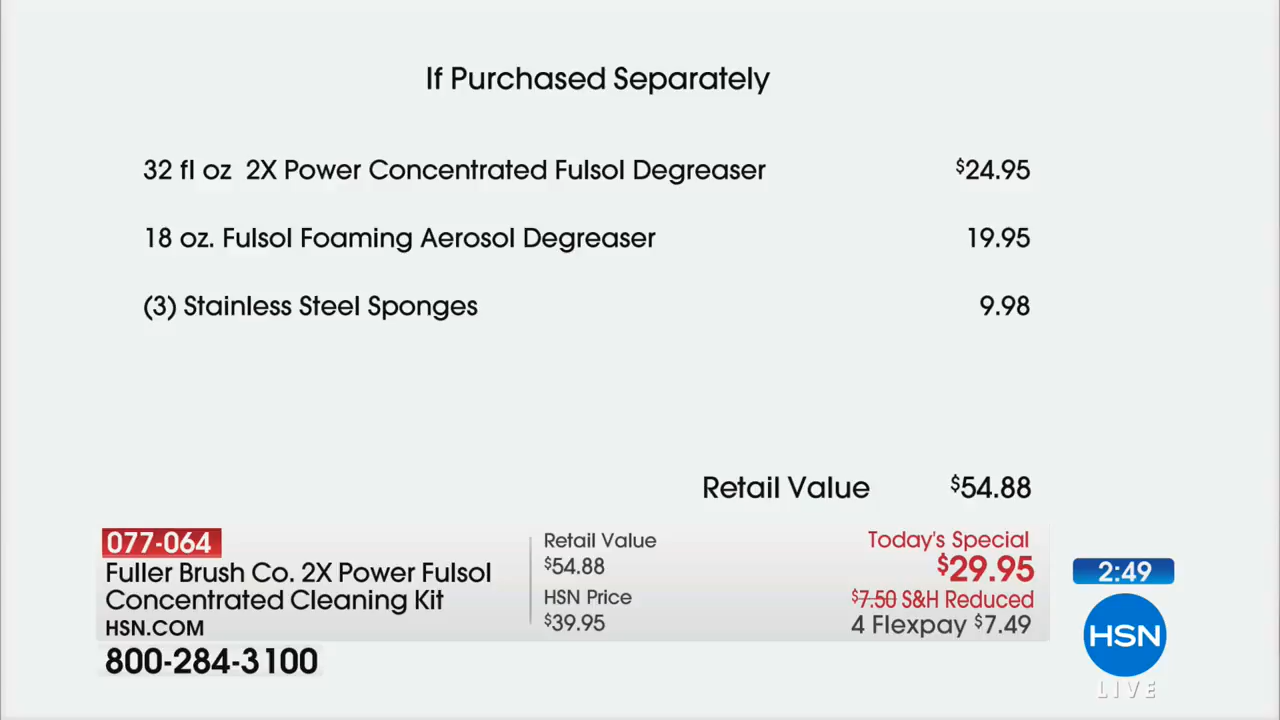 If Purchased Separately
32 fl oz 2X Power Concentrated Fulsol Degreaser $24.95
18 oz. Fulsol Foaming Aerosol Degreaser 19.95
(3) Stainless Steel Sponges 9.98
Retail Value $54.88
077-064
Fuller Brush Co. 2X Power Fulsol
Concentrated Cleaning Kit
HSN.COM
800-284-3100
Retail Value
$54.88
HSN Price
$39.95
Today's Special
$29.95
$7.50 S&H Reduced
4 Flexpay $7.49
2:49
HSN
LIVE